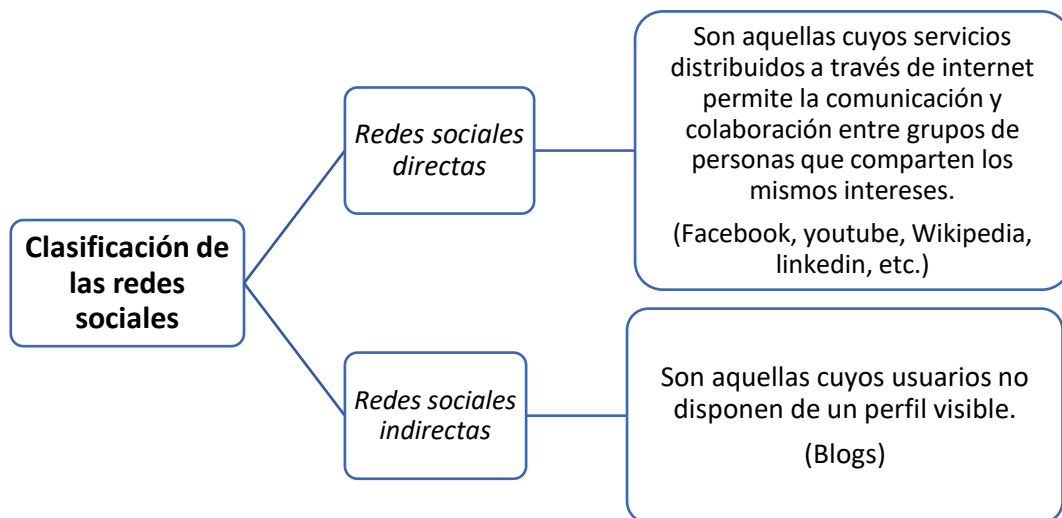 Clasificación de
las redes
sociales
Redes sociales
directas
Son aquellas cuyos servicios
distribuidos a través de internet
permite la comunicación y
colaboración entre grupos de
personas que comparten los
mismos intereses.
(Facebook, youtube, Wikipedia,
linkedin, etc.)
Redes sociales
indirectas
Son aquellas cuyos usuarios no
disponen de un perfil visible.
(Blogs)